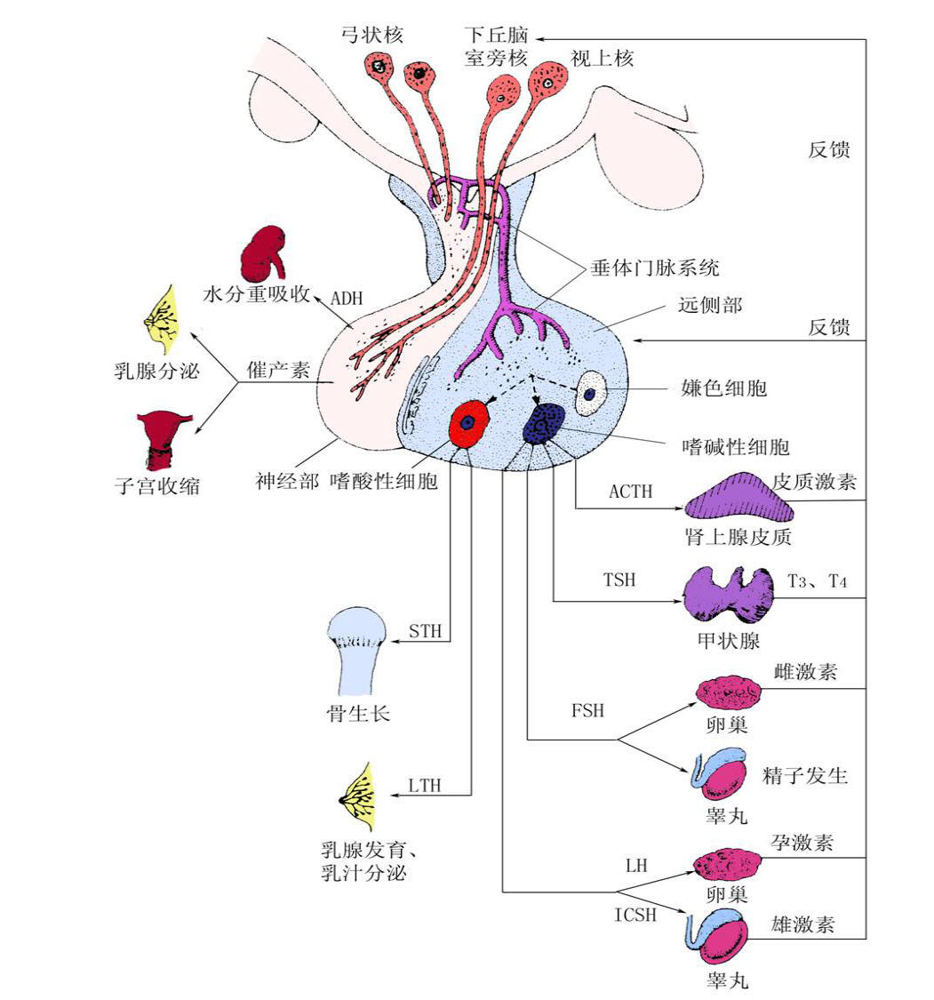 弓状核
下丘脑
室旁核
视上核
反馈
垂体门脉系统
水分重吸收
ADH
远侧部
反馈
乳腺分泌
催产素
嫌色细胞
嗜碱性细胞
子宫收缩
神经部
嗜酸性细胞
ACTH
皮质激素
肾上腺皮质
TSH
T3、T4
甲状腺
STH
骨生长
雌激素
FSH
卵巢
精子发生
睾丸
LTH
乳腺发育、
乳汁分泌
孕激素
LH
卵巢
ICSH
雄激素
睾丸